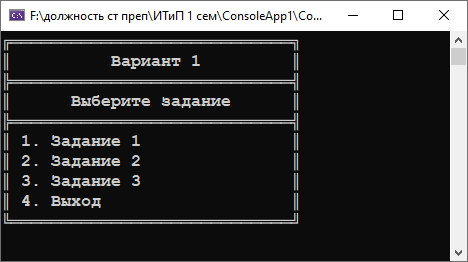 F:\должность ст преп\ИТиП 1 сем\ConsoleApp1\Co...
Вариант 1
Выберите задание
1. Задание 1
2. Задание 2
3. Задание 3
4. Выход